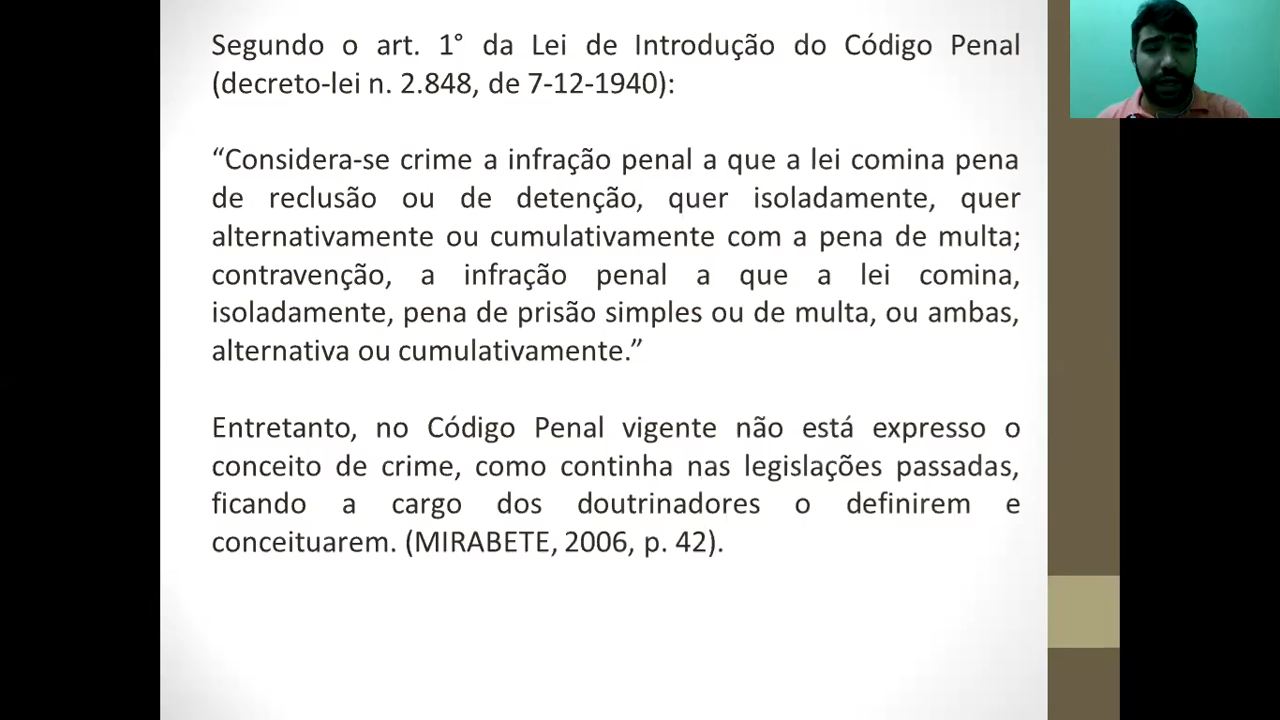 Segundo o art. 1° da Lei de Introdução do Código Penal
(decreto-lei n. 2.848, de 7-12-1940):
“Considera-se crime a infração penal a que a lei comina pena
de reclusão ou de detenção, quer isoladamente, quer
alternativamente ou cumulativamente com a pena de multa;
contravenção, a infração penal a que a lei comina,
isoladamente, pena de prisão simples ou de multa, ou ambas,
alternativa ou cumulativamente.”
Entretanto, no Código Penal vigente não está expresso o
conceito de crime, como continha nas legislações passadas,
ficando a cargo dos doutrinadores o definirem e
conceituarem. (MIRABETE, 2006, p. 42).